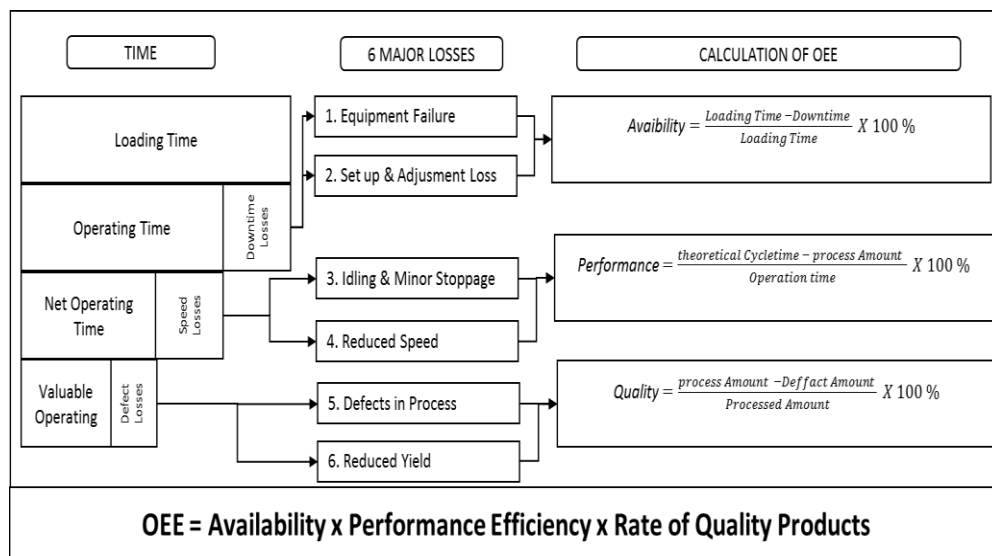 TIME
6 MAJOR LOSSES
CALCULATION OF OEE
Loading Time
Operating Time
Downtime
Losses
Net Operating
Time
Speed
Losses
Valuable
Operating
Defect
Losses
1. Equipment Failure
2. Set up & Adjusment Loss
3. Idling & Minor Stoppage
4. Reduced Speed
5. Defects in Process
6. Reduced Yield
Avaibility = Loading Time −Downtime / Loading Time X 100 %
Performance = theoretical Cycletime − process Amount / Operation time X 100 %
Quality = process Amount −Deffact Amount / Processed Amount X 100 %
OEE = Availability x Performance Efficiency x Rate of Quality Products